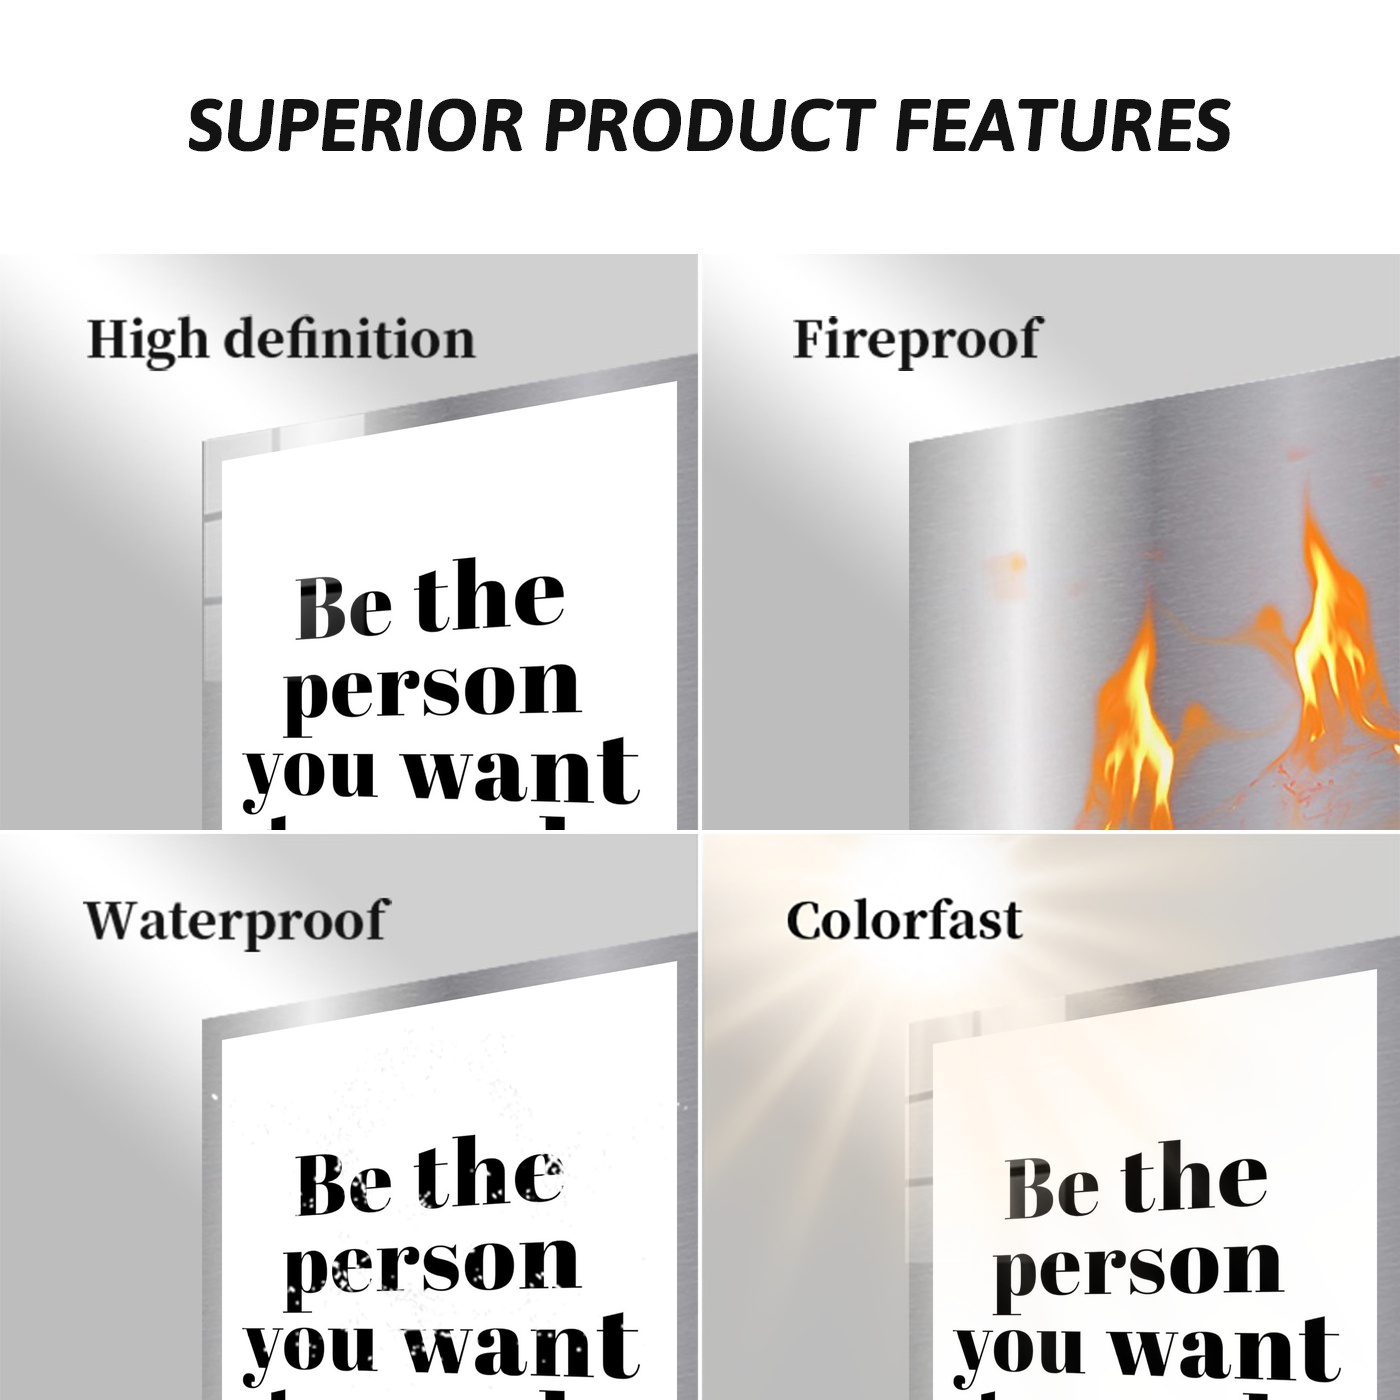 SUPERIOR PRODUCT FEATURES
High definition
Be the
person
you want
Fireproof
Waterproof
Be the
person
you want
Colorfast
Be the
person
you want